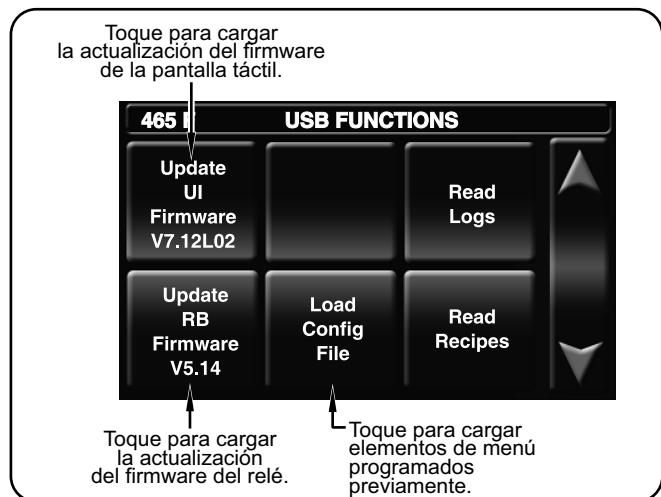 Toque para cargar
la actualización del firmware
de la pantalla táctil.
465 USB FUNCTIONS
Update
UI
Firmware
V7.12L02
Read
Logs
Update
RB
Firmware
V5.14
Load
Config
File
Read
Recipes
Toque para cargar
la actualización
del firmware del relé.
Toque para cargar
elementos de menú
programados
previamente.